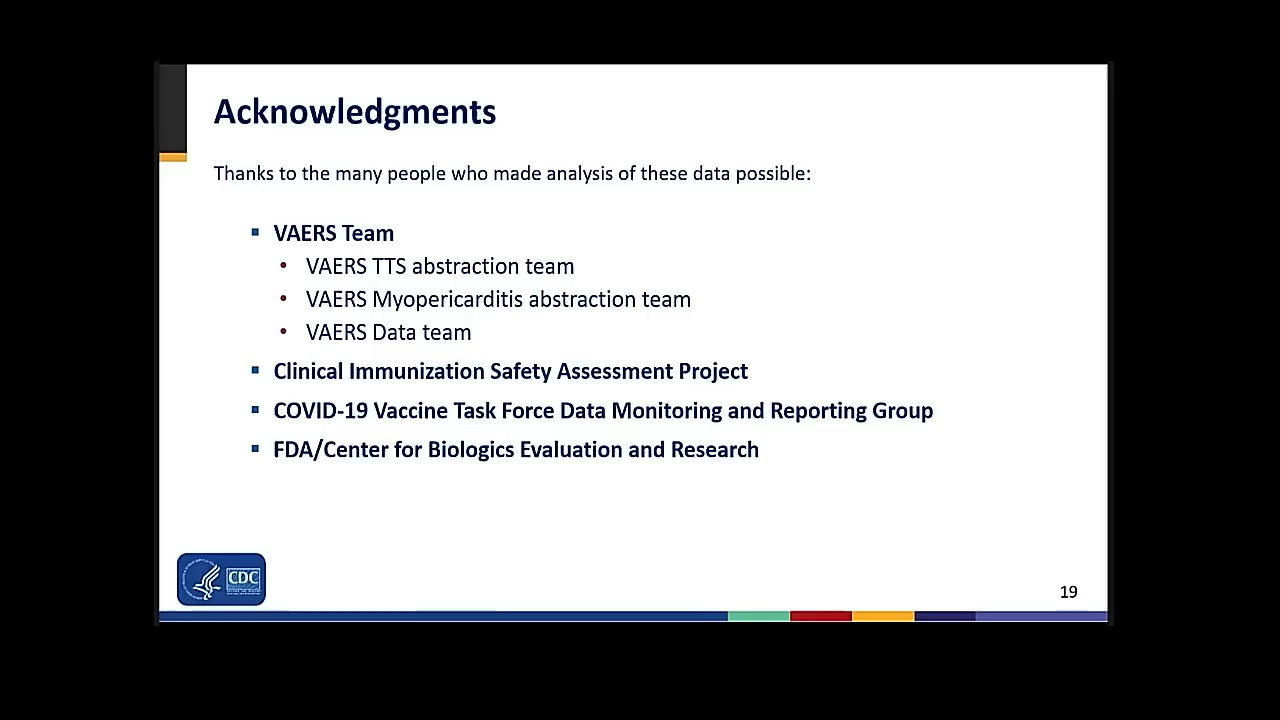 Acknowledgments
Thanks to the many people who made analysis of these data possible:
VAERS Team
VAERS TTS abstraction team
VAERS Myopericarditis abstraction team
VAERS Data team
Clinical Immunization Safety Assessment Project
COVID-19 Vaccine Task Force Data Monitoring and Reporting Group
FDA/Center for Biologics Evaluation and Research
CDC
19